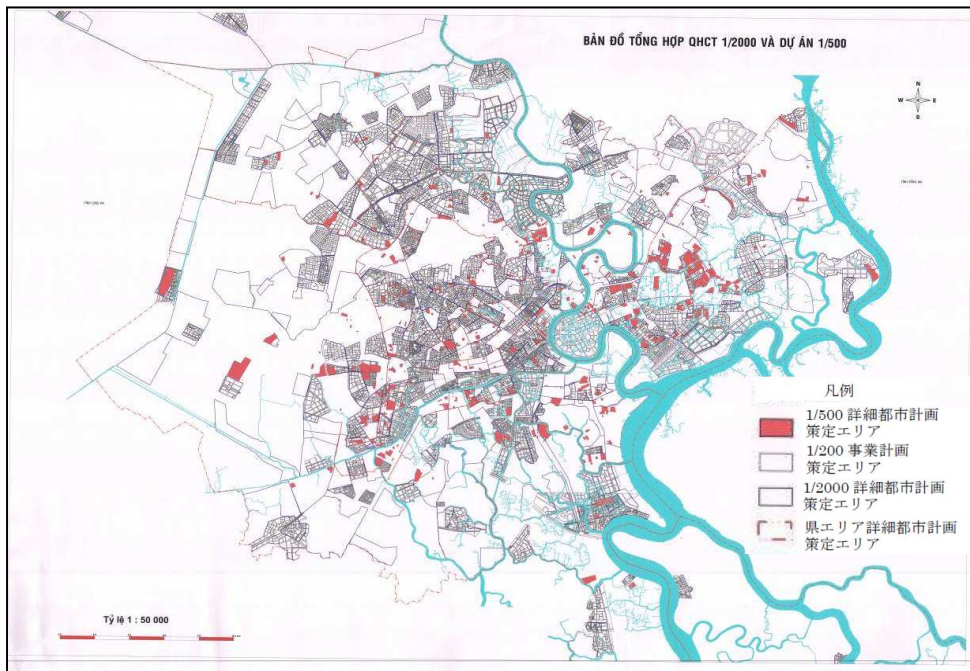 BẢN ĐỒ TỔNG HỢP QHCT 1/2000 VÀ DỰ ÁN 1/500
N
W E
S
凡例
1/500 詳細都市計画
策定エリア
1/200 事業計画
策定エリア
1/2000 詳細都市計画
策定エリア
県エリア詳細都市計画
策定エリア
Tỷ lệ 1 : 50 000